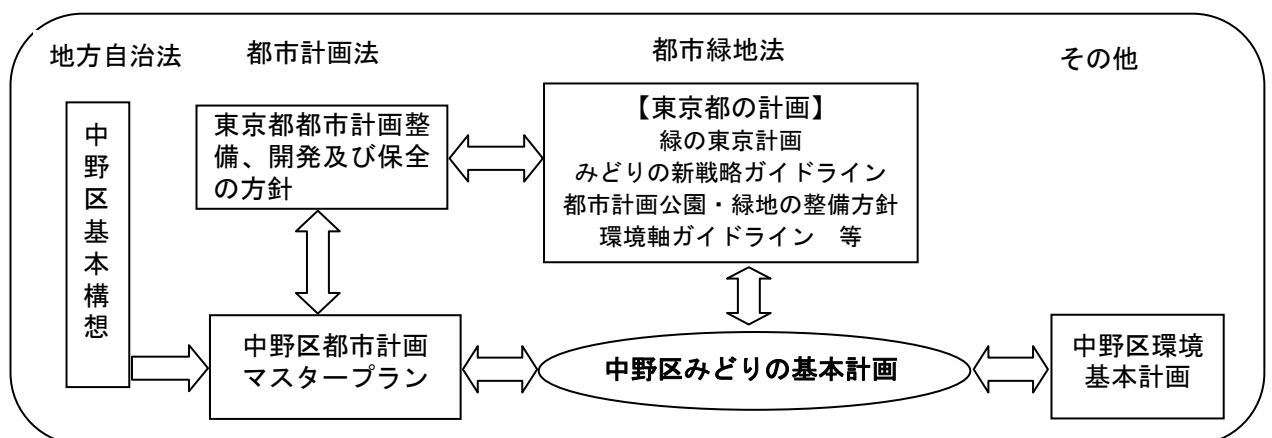 地方自治法
都市計画法
都市緑地法
その他
中野区基本構想
東京都都市計画整
備、開発及び保全
の方針
【東京都の計画】
緑の東京計画
みどりの新戦略ガイドライン
都市計画公園・緑地の整備方針
環境軸ガイドライン　等
中野区都市計画
マスタープラン
中野区みどりの基本計画
中野区環境
基本計画